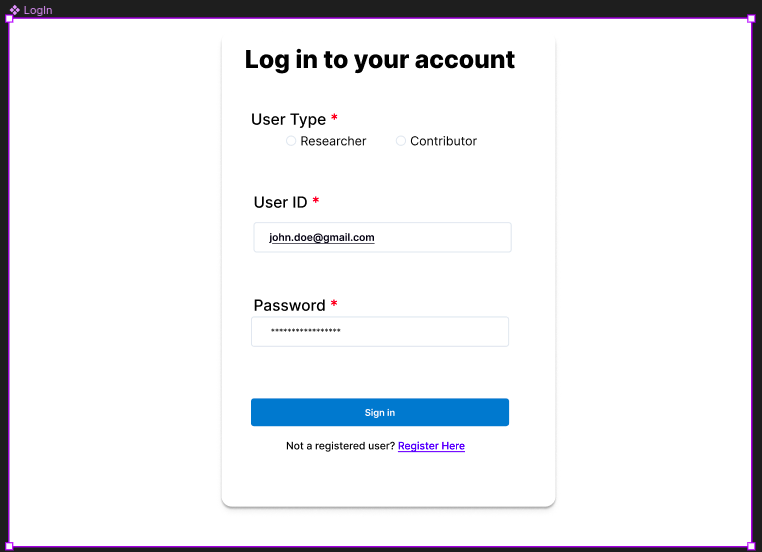 LogIn
Log in to your account
User Type *
Researcher Contributor
User ID *
john.doe@gmail.com
Password *
*****************
Sign in
Not a registered user? Register Here